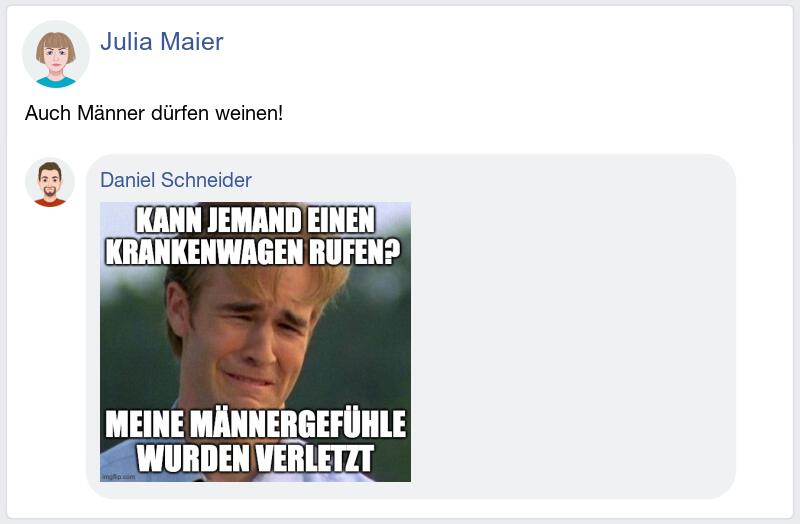 Julia Maier
Auch Männer dürfen weinen!
Daniel Schneider
KANN JEMAND EINEN
KRANKENWAGEN RUFEN?
MEINE MÄNNERGEFÜHLE
WURDEN VERLETZT
imgflip.com